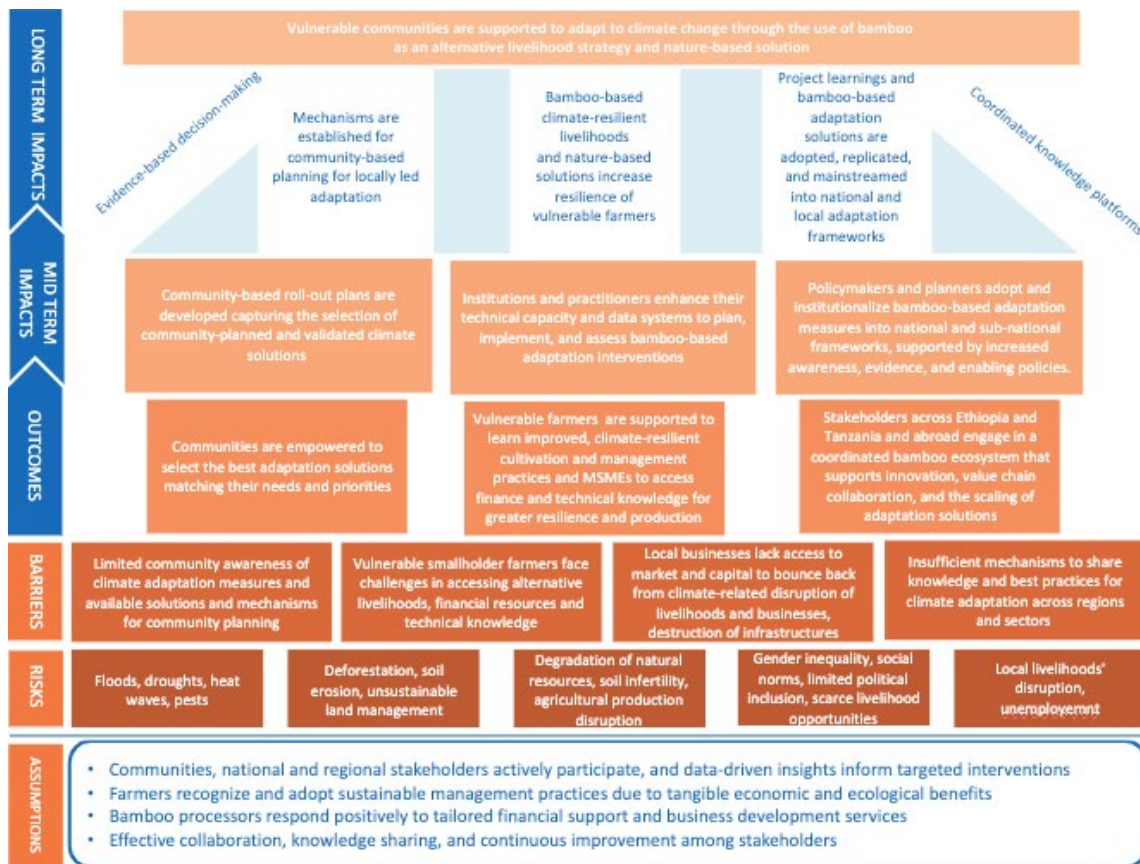 LONG TERM IMPACTS
Vulnerable communities are supported to adapt to climate change through the use of bamboo
as an alternative livelihood strategy and nature-based solution
Evidence-based decision-making
Mechanisms are
established for
community-based
planning for locally led
adaptation
Bamboo-based
climate-resilient
livelihoods
and nature-based
solutions increase
resilience of
vulnerable farmers
Project learnings and
bamboo-based
adaptation
solutions are
adopted, replicated,
and mainstreamed
into national and
local adaptation
frameworks
Coordinated knowledge platforms
MID TERM
IMPACTS
Community-based roll-out plans are
developed capturing the selection of
community-planned and validated climate
solutions
Institutions and practitioners enhance their
technical capacity and data systems to plan,
implement, and assess bamboo-based
adaptation interventions
Policymakers and planners adopt and
institutionalize bamboo-based adaptation
measures into national and sub-national
frameworks, supported by increased
awareness, evidence, and enabling policies.
OUTCOMES
Communities are empowered to
select the best adaptation solutions
matching their needs and priorities
Vulnerable farmers are supported to
learn improved, climate-resilient
cultivation and management
practices and MSMEs to access
finance and technical knowledge for
greater resilience and production
Stakeholders across Ethiopia and
Tanzania and abroad engage in a
coordinated bamboo ecosystem that
supports innovation, value chain
collaboration, and the scaling of
adaptation solutions
BARRIERS
Limited community awareness of
climate adaptation measures and
available solutions and mechanisms
for community planning
Vulnerable smallholder farmers face
challenges in accessing alternative
livelihoods, financial resources and
technical knowledge
Local businesses lack access to
market and capital to bounce back
from climate-related disruption of
livelihoods and businesses,
destruction of infrastructures
Insufficient mechanisms to share
knowledge and best practices for
climate adaptation across regions
and sectors
RISKS
Floods, droughts, heat
waves, pests
Deforestation, soil
erosion, unsustainable
land management
Degradation of natural
resources, soil infertility,
agricultural production
disruption
Gender inequality, social
norms, limited political
inclusion, scarce livelihood
opportunities
Local livelihoods'
disruption,
unemployemnt
ASSUMPTIONS
• Communities, national and regional stakeholders actively participate, and data-driven insights inform targeted interventions
• Farmers recognize and adopt sustainable management practices due to tangible economic and ecological benefits
• Bamboo processors respond positively to tailored financial support and business development services
• Effective collaboration, knowledge sharing, and continuous improvement among stakeholders